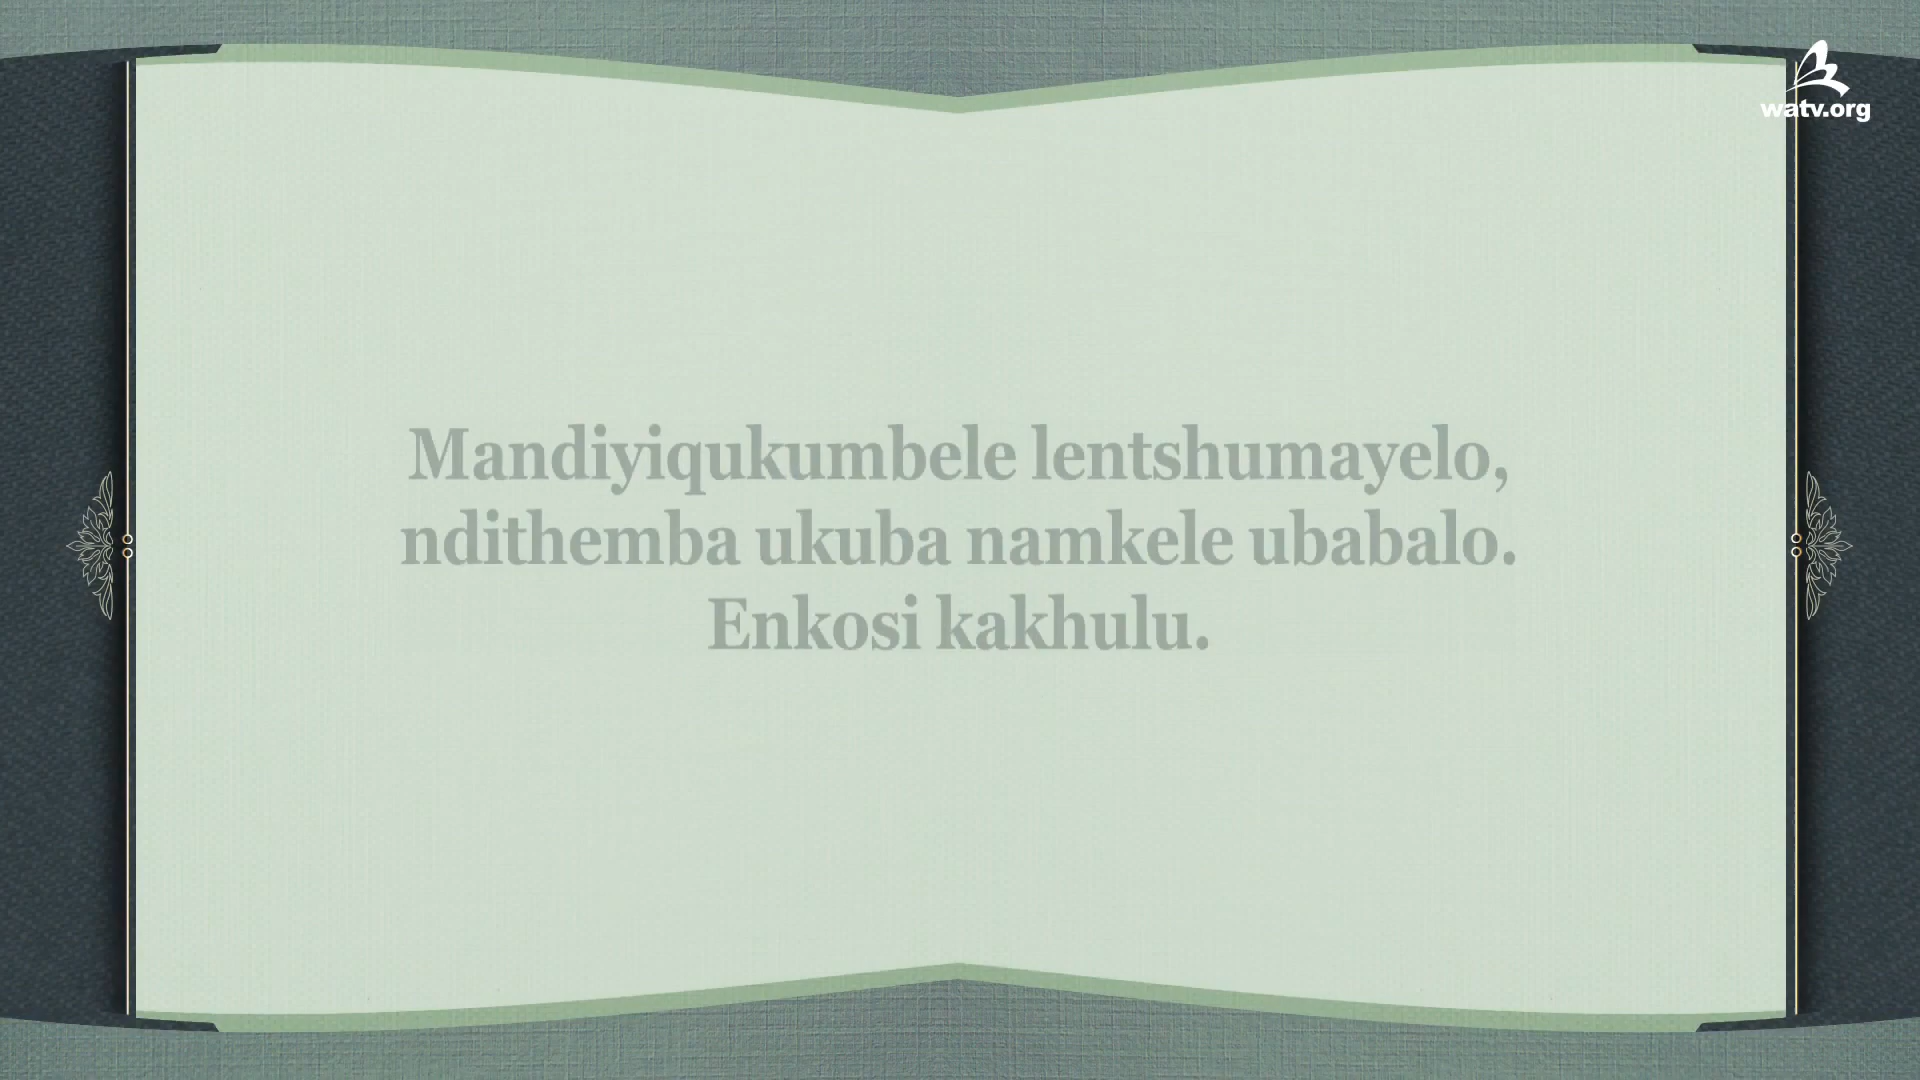 watv.org
Mandiyiqukumbele lentshumayelo,
ndithemba ukuba namkele ubabalo.
Enkosi kakhulu.